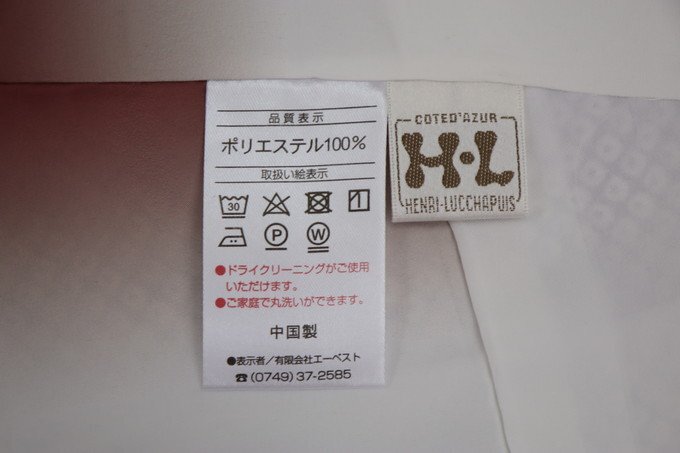 品質表示
ポリエステル100%
取扱い絵表示
30
P
W
●ドライクリーニングがご使用
いただけます。
●ご家庭で丸洗いができます。
中国製
●表示者/有限会社エーベスト
☎(0749)37-2585
COTED'AZUR
H・L
HENRI-LUCCHAPUIS